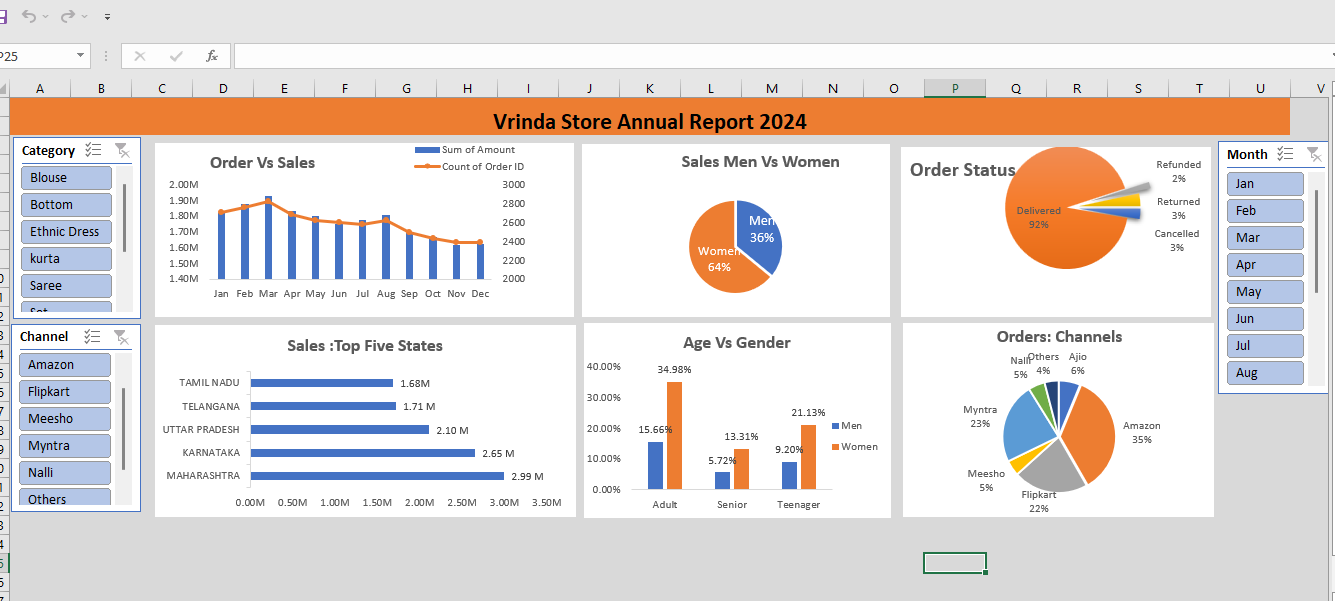 P25
fx
A B C D E F G H I J K L M N O P Q R S T U V
Vrinda Store Annual Report 2024
Category
Blouse
Bottom
Ethnic Dress
kurta
Saree
Set
Channel
Amazon
Flipkart
Meesho
Myntra
Nalli
Others
Order Vs Sales
Sum of Amount
Count of Order ID
2.00M
1.90M
1.80M
1.70M
1.60M
1.50M
1.40M
3000
2800
2600
2400
2200
2000
Jan Feb Mar Apr May Jun Jul Aug Sep Oct Nov Dec
Sales Men Vs Women
Men
36%
Women
64%
Order Status
Delivered
92%
Refunded
2%
Returned
3%
Cancelled
3%
Month
Jan
Feb
Mar
Apr
May
Jun
Jul
Aug
Sales :Top Five States
TAMIL NADU 1.68M
TELANGANA 1.71 M
UTTAR PRADESH 2.10 M
KARNATAKA 2.65 M
MAHARASHTRA 2.99 M
0.00M 0.50M 1.00M 1.50M 2.00M 2.50M 3.00M 3.50M
Age Vs Gender
40.00%
30.00%
20.00%
10.00%
0.00%
15.66%
34.98%
5.72%
13.31%
9.20%
21.13%
Adult Senior Teenager
Men
Women
Orders: Channels
Nalli
5%
Others
4%
Ajio
6%
Myntra
23%
Amazon
35%
Meesho
5%
Flipkart
22%